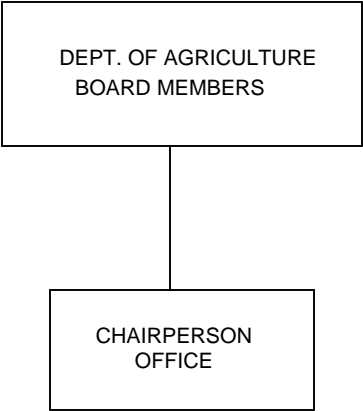 DEPT. OF AGRICULTURE
BOARD MEMBERS
CHAIRPERSON
OFFICE